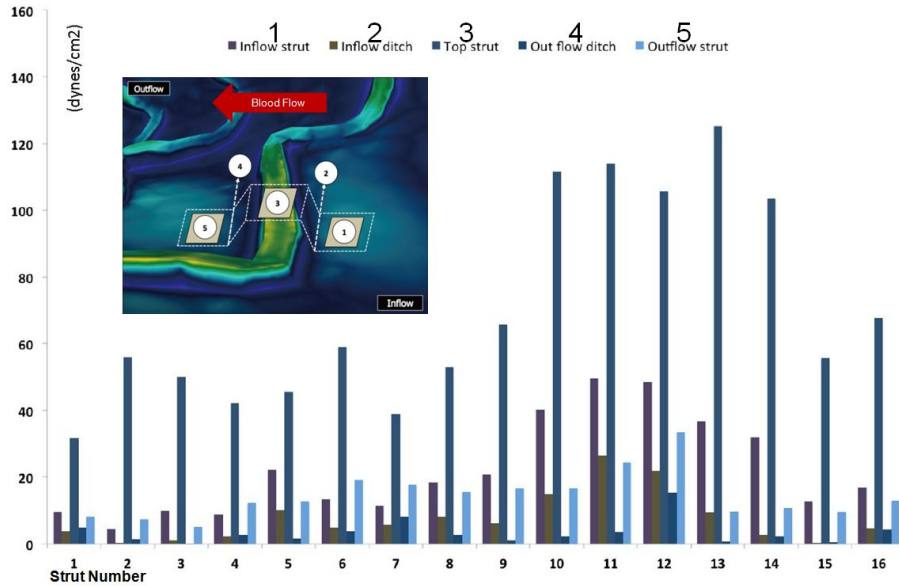 160
140
120
100
80
60
40
20
0
(dynes/cm2)
1 2 3 4 5
Inflow strut Inflow ditch Top strut Out flow ditch Outflow strut
Outflow
Blood Flow
4
2
3
5
1
Inflow
1 2 3 4 5 6 7 8 9 10 11 12 13 14 15 16
Strut Number